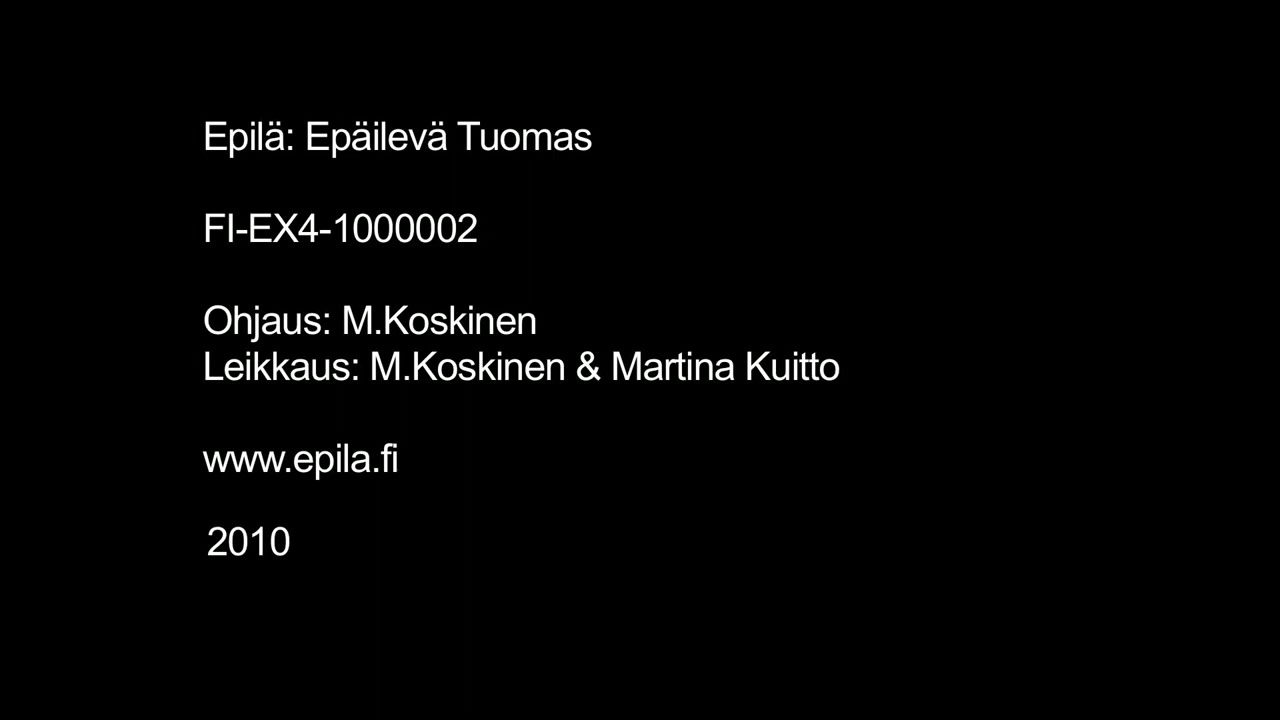 Epilä: Epäilevä Tuomas
FI-EX4-1000002
Ohjaus: M.Koskinen
Leikkaus: M.Koskinen & Martina Kuitto
www.epila.fi
2010